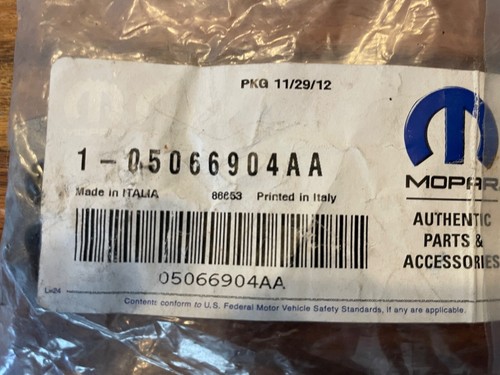 PKG 11/29/12
1-05066904AA
Made in ITALIA 86653 Printed in Italy
05066904AA
MOPAR
AUTHENTIC
PARTS &
ACCESSORIES
Contents conform to U.S. Federal Motor Vehicle Safety Standards, if any are applicable.